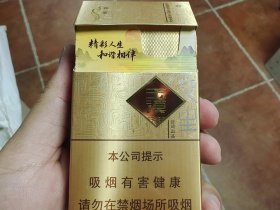 精彩人生
和谐相伴
本公司提示
吸烟有害健康
请勿在禁烟场所吸烟